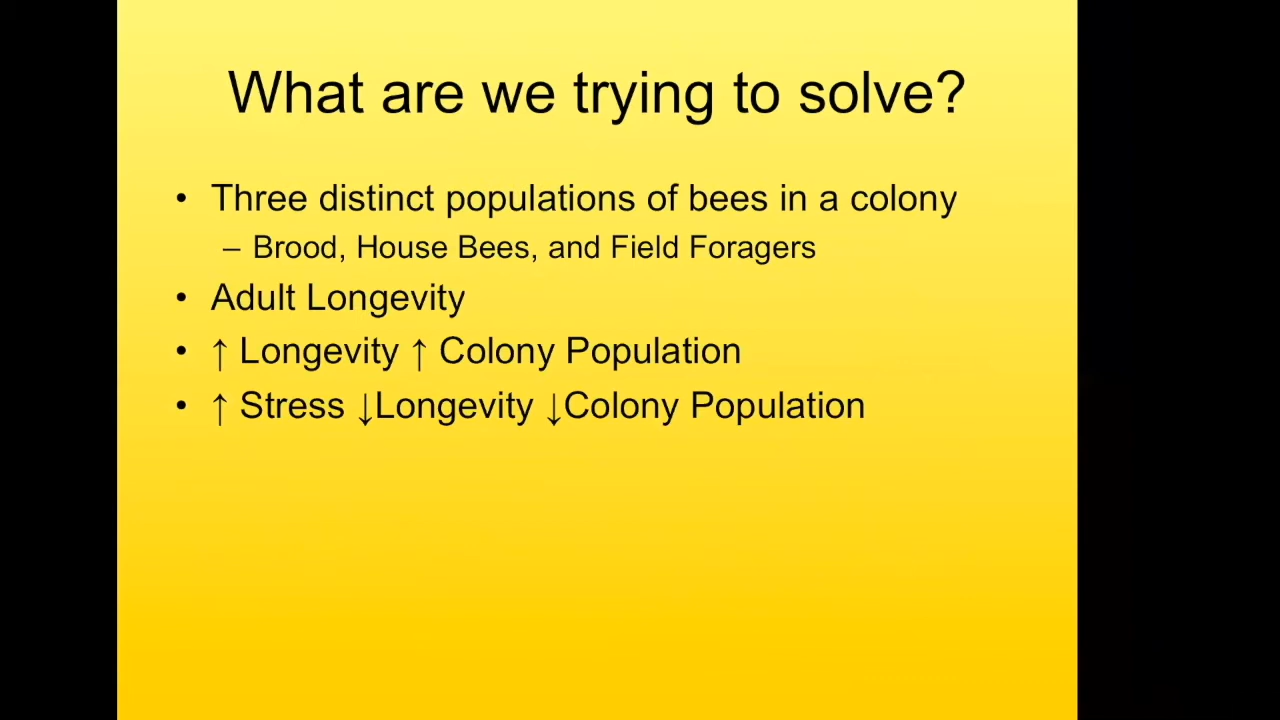 What are we trying to solve?
• Three distinct populations of bees in a colony
– Brood, House Bees, and Field Foragers
• Adult Longevity
• ↑ Longevity ↑ Colony Population
• ↑ Stress ↓Longevity ↓Colony Population